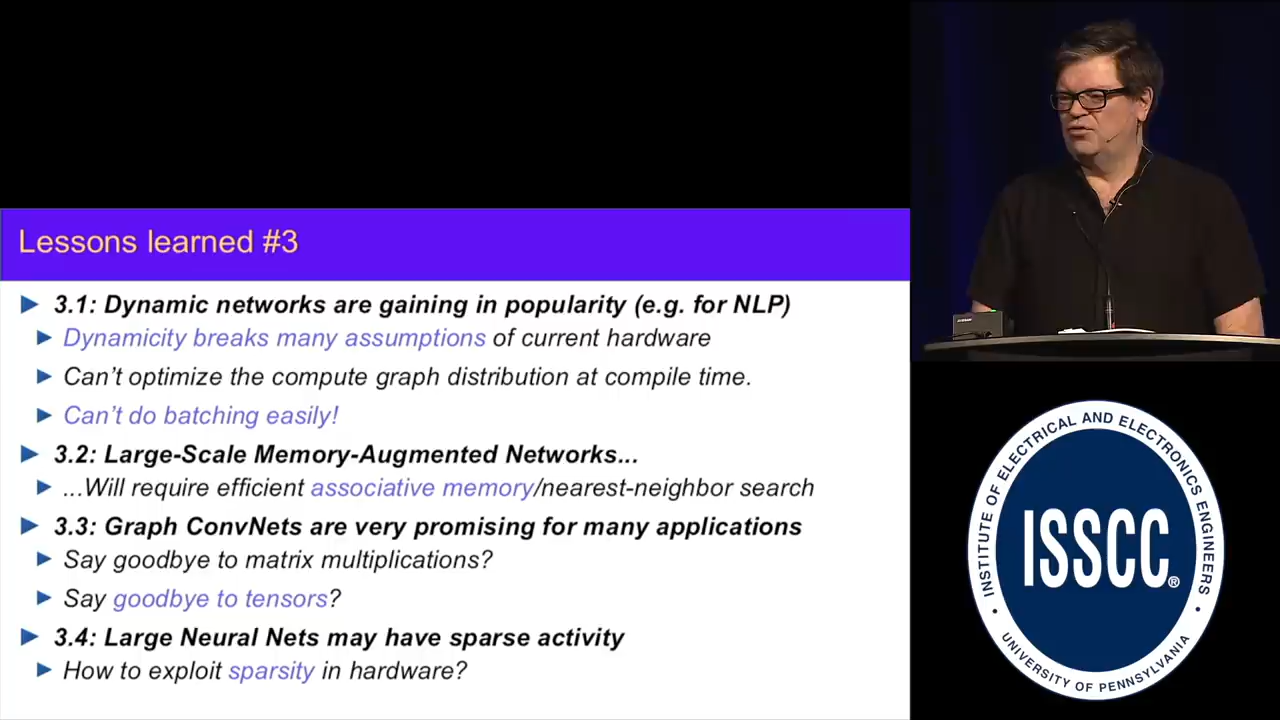 Lessons learned #3
3.1: Dynamic networks are gaining in popularity (e.g. for NLP)
Dynamicity breaks many assumptions of current hardware
Can't optimize the compute graph distribution at compile time.
Can't do batching easily!
3.2: Large-Scale Memory-Augmented Networks...
...Will require efficient associative memory/nearest-neighbor search
3.3: Graph ConvNets are very promising for many applications
Say goodbye to matrix multiplications?
Say goodbye to tensors?
3.4: Large Neural Nets may have sparse activity
How to exploit sparsity in hardware?
INSTITUTE OF ELECTRICAL AND ELECTRONICS ENGINEERS
ISSCC®
UNIVERSITY OF PENNSYLVANIA